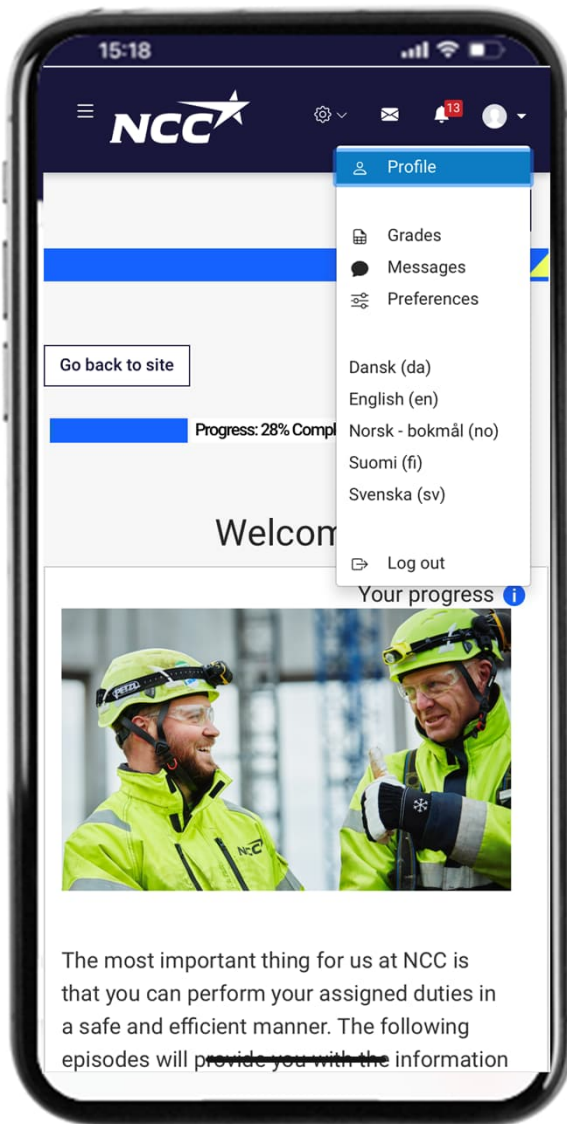 15:18
NCC
13
Profile
Grades
Messages
Preferences
Go back to site
Dansk (da)
English (en)
Norsk - bokmål (no)
Suomi (fi)
Svenska (sv)
Progress: 28% Compl
Welcom
Log out
Your progress i
PETZL
NCC
The most important thing for us at NCC is
that you can perform your assigned duties in
a safe and efficient manner. The following
episodes will provide you with the information